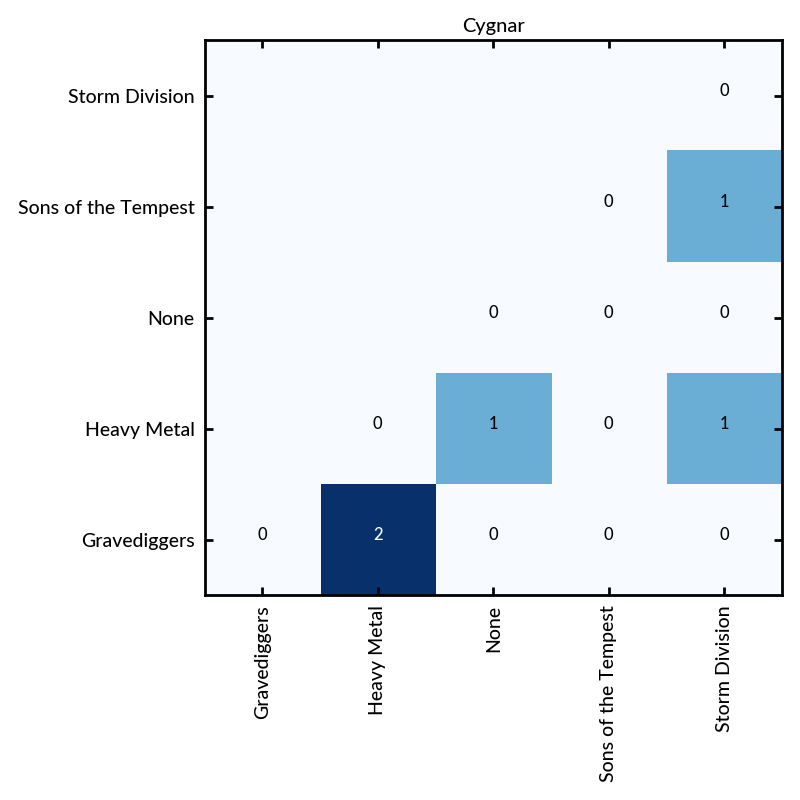 Cygnar
Storm Division 0
Sons of the Tempest 0 1
None 0 0 0
Heavy Metal 0 1 0 1
Gravediggers 0 2 0 0 0
Gravediggers
Heavy Metal
None
Sons of the Tempest
Storm Division